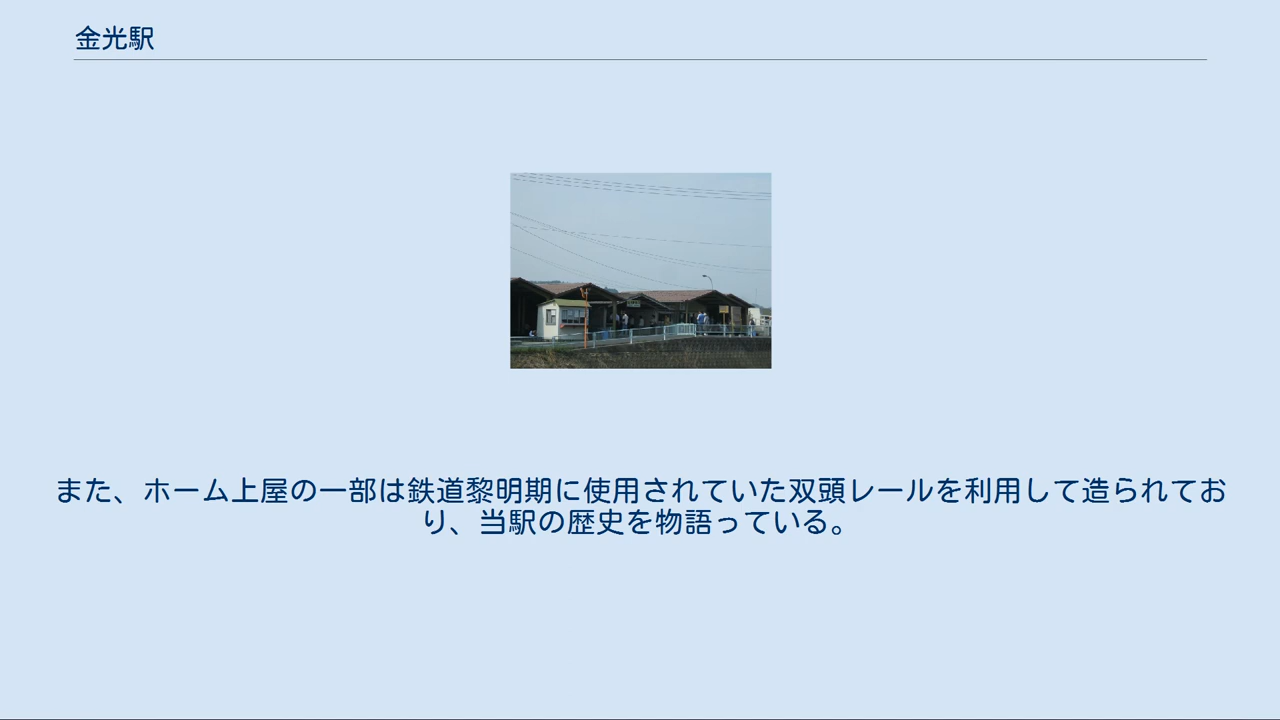 金光駅
また、ホーム上屋の一部は鉄道黎明期に使用されていた双頭レールを利用して造られてお
り、当駅の歴史を物語っている。